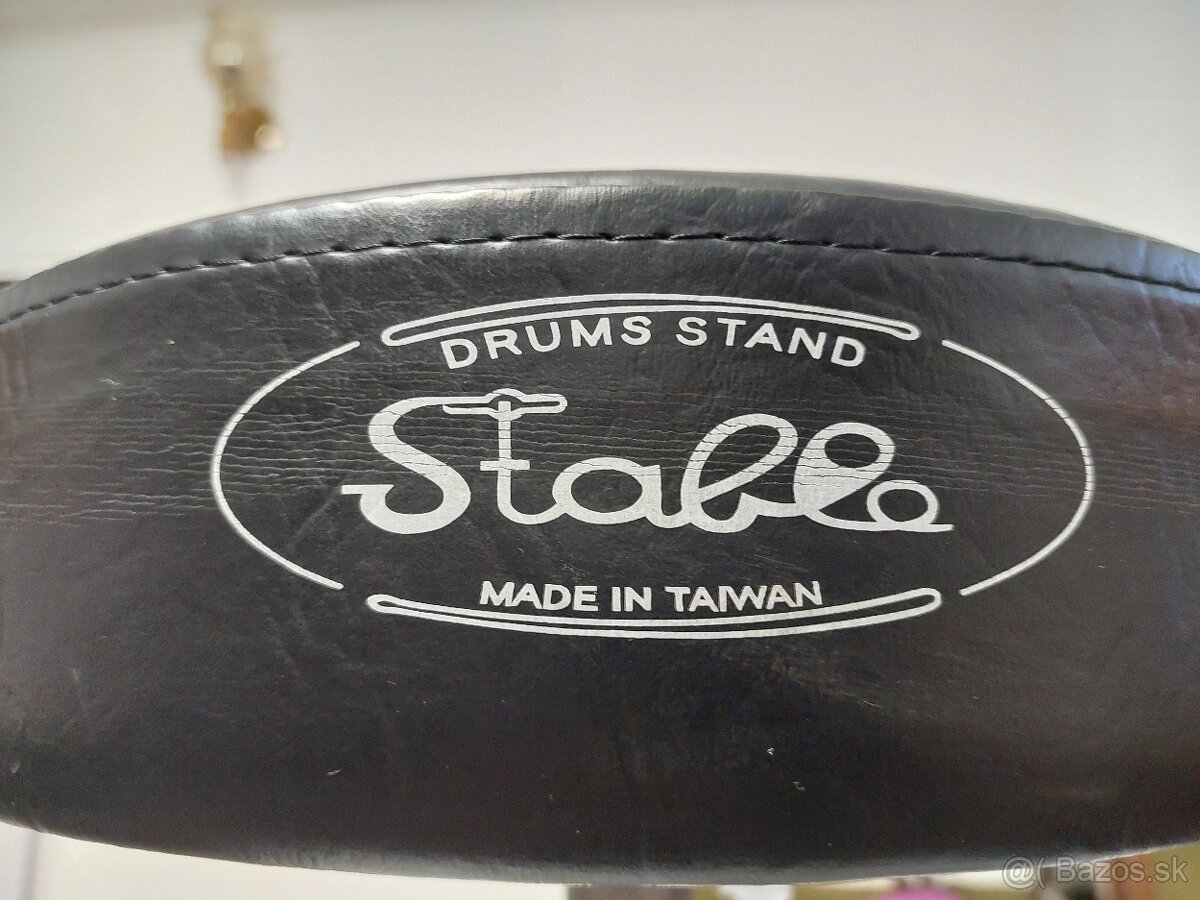 DRUMS STAND
Stable
MADE IN TAIWAN
@( Bazos.sk